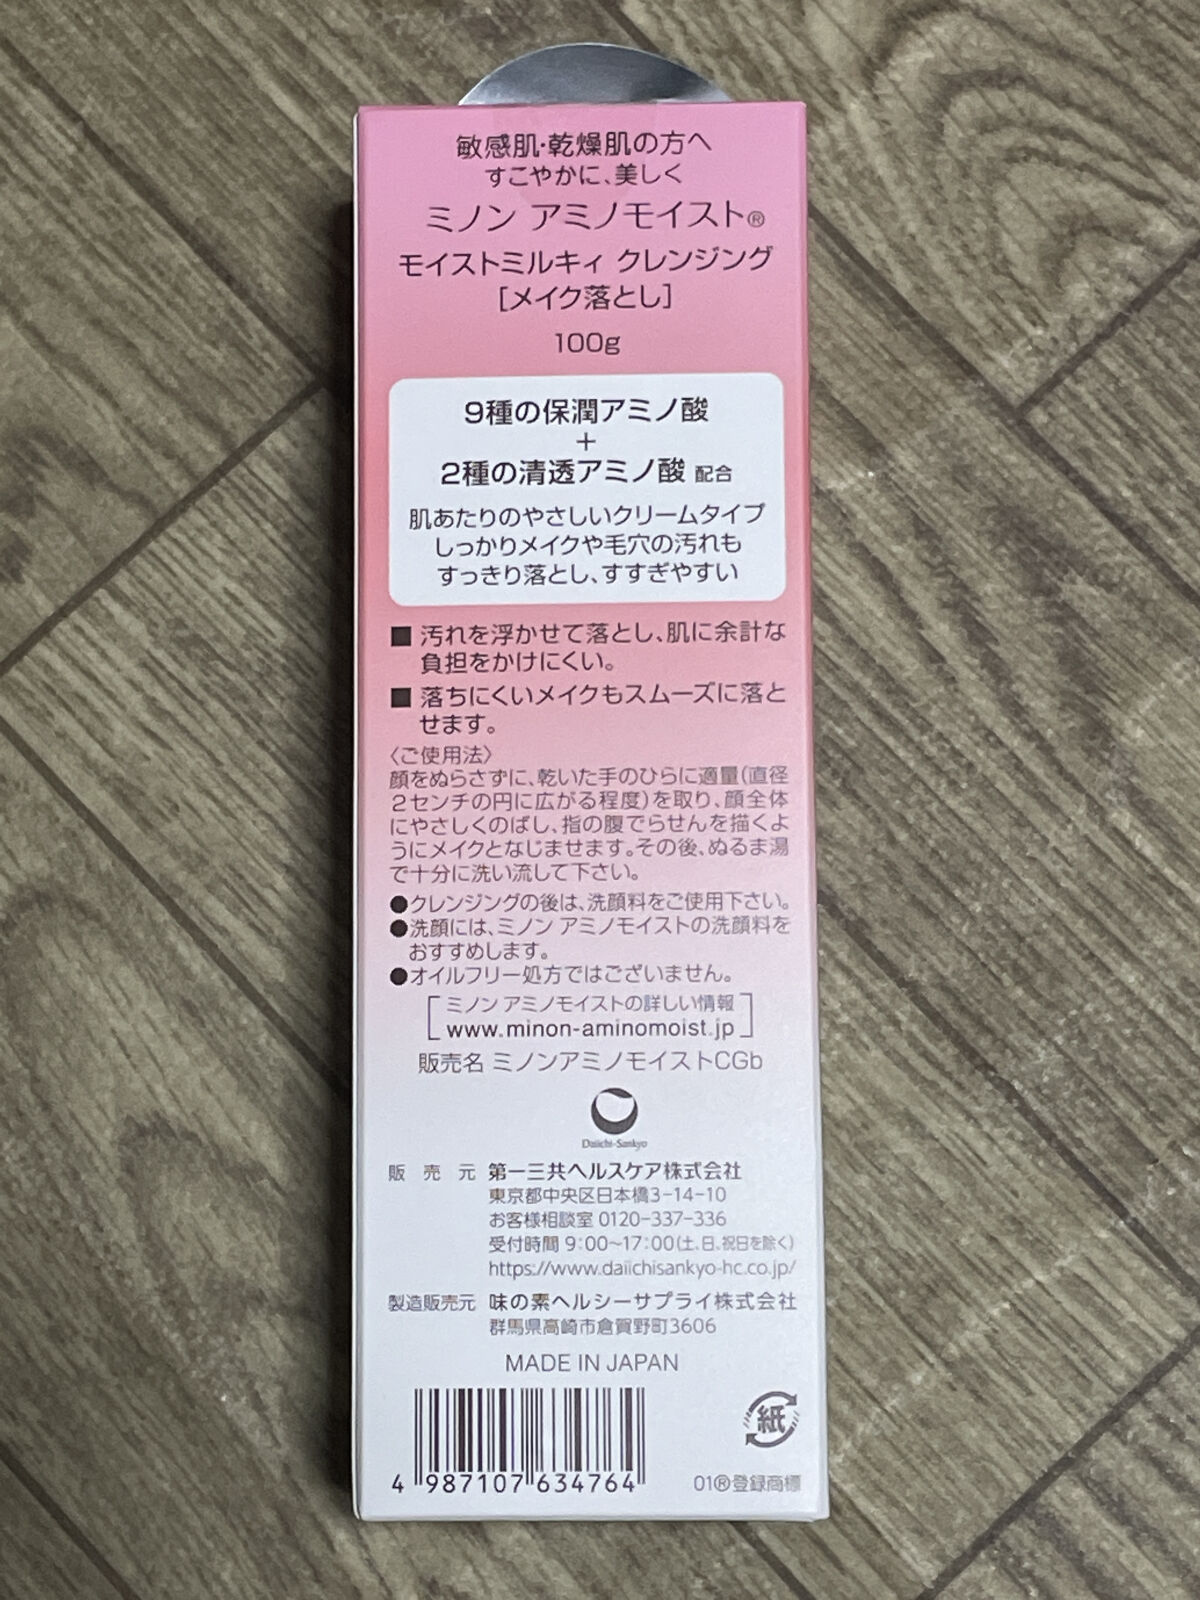 敏感肌・乾燥肌の方へ
すこやかに、美しく
ミノン アミノモイスト®
モイストミルキィ クレンジング
[メイク落とし]
100g
9種の保潤アミノ酸
+
2種の清透アミノ酸 配合
肌あたりのやさしいクリームタイプ
しっかりメイクや毛穴の汚れも
すっきり落とし、すすぎやすい
■ 汚れを浮かせて落とし、肌に余計な
負担をかけにくい。
■ 落ちにくいメイクもスムーズに落と
せます。
〈ご使用法〉
顔をぬらさずに、乾いた手のひらに適量(直径
2センチの円に広がる程度)を取り、顔全体
にやさしくのばし、指の腹でらせんを描くよ
うにメイクとなじませます。その後、ぬるま湯
で十分に洗い流して下さい。
●クレンジングの後は、洗顔料をご使用下さい。
●洗顔には、ミノン アミノモイストの洗顔料を
おすすめします。
●オイルフリー処方ではございません。
[ミノン アミノモイストの詳しい情報
www.minon-aminomoist.jp]
販売名 ミノンアミノモイストCGb
Daiichi-Sankyo
販売元 第一三共ヘルスケア株式会社
東京都中央区日本橋3-14-10
お客様相談室 0120-337-336
受付時間 9:00~17:00(土、日、祝日を除く)
https://www.daiichisankyo-hc.co.jp/
製造販売元 味の素ヘルシーサプライ株式会社
群馬県高崎市倉賀野町3606
MADE IN JAPAN
紙
4 987107 634764
01®登録商標